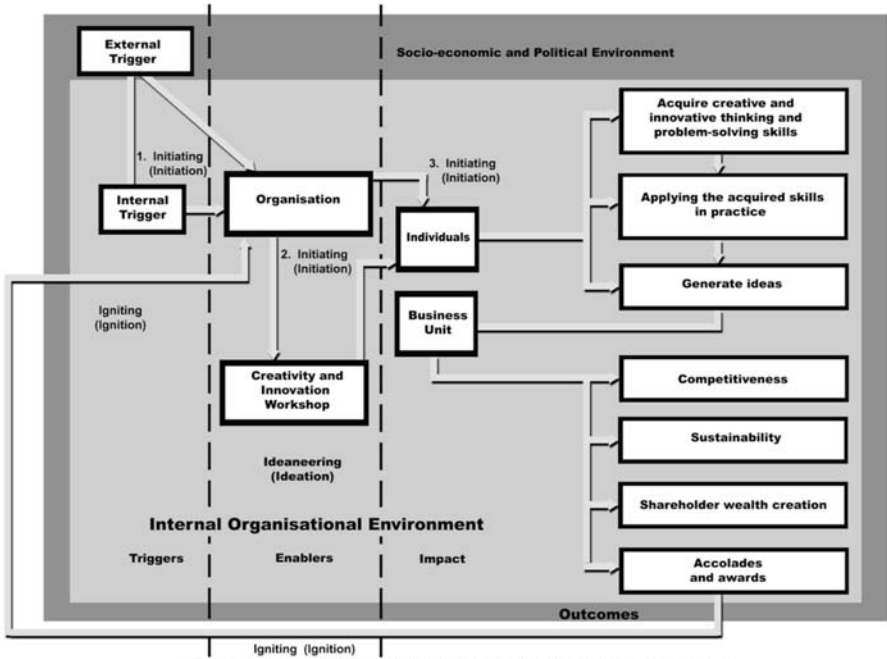 External
Trigger
Socio-economic and Political Environment
Acquire creative and
innovative thinking and
problem-solving skills
1. Initiating
(Initiation)
3. Initiating
(Initiation)
Internal
Trigger
Organisation
Applying the acquired skills
in practice
Individuals
2. Initiating
(Initiation)
Generate ideas
Igniting
(Ignition)
Business
Unit
Creativity and
Innovation
Workshop
Competitiveness
Sustainability
Ideaneering
(Ideation)
Shareholder wealth creation
Internal Organisational Environment
Triggers
Enablers
Impact
Accolades
and awards
Outcomes
Igniting (Ignition)